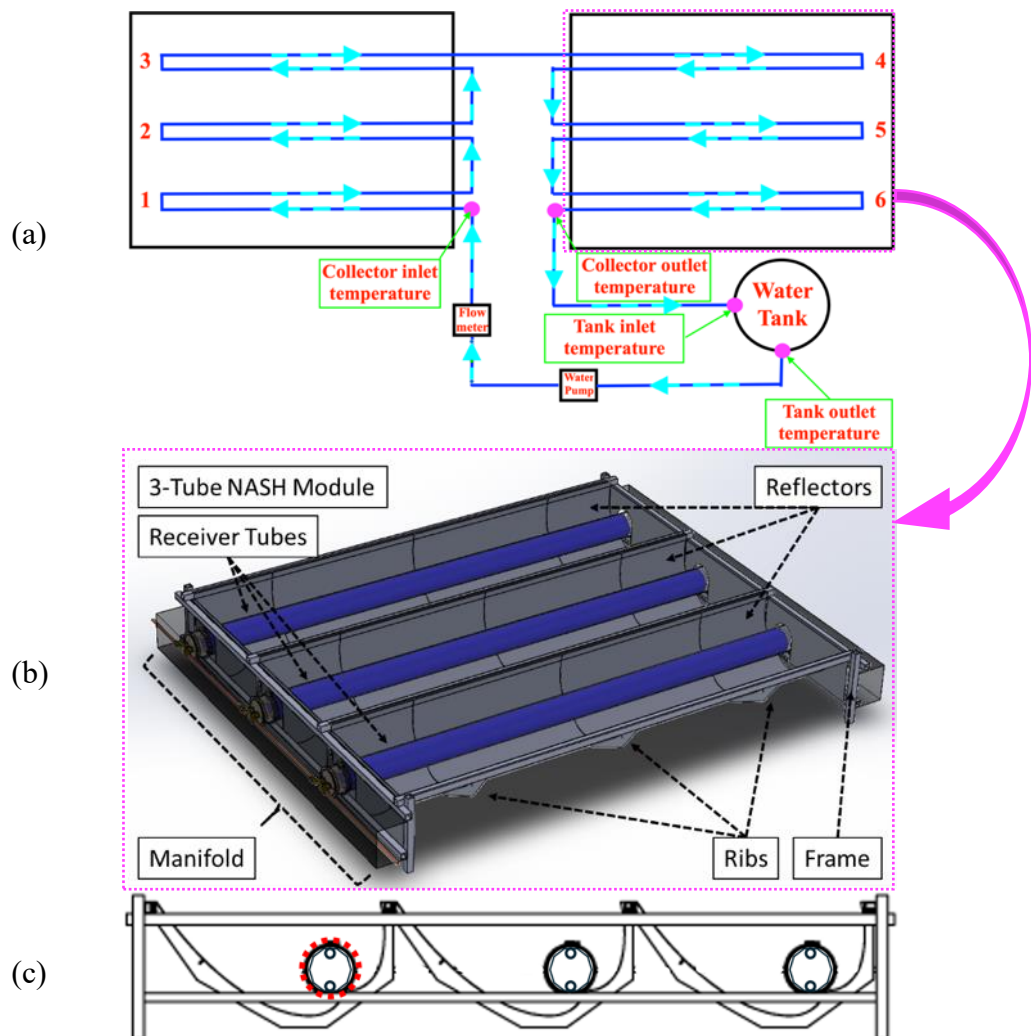 (a)
3
4
2
5
1
6
Collector inlet
temperature
Collector outlet
temperature
Water
Tank
Flow
meter
Tank inlet
temperature
Water
Pump
Tank outlet
temperature
(b)
3-Tube NASH Module
Reflectors
Receiver Tubes
Manifold
Ribs
Frame
(c)